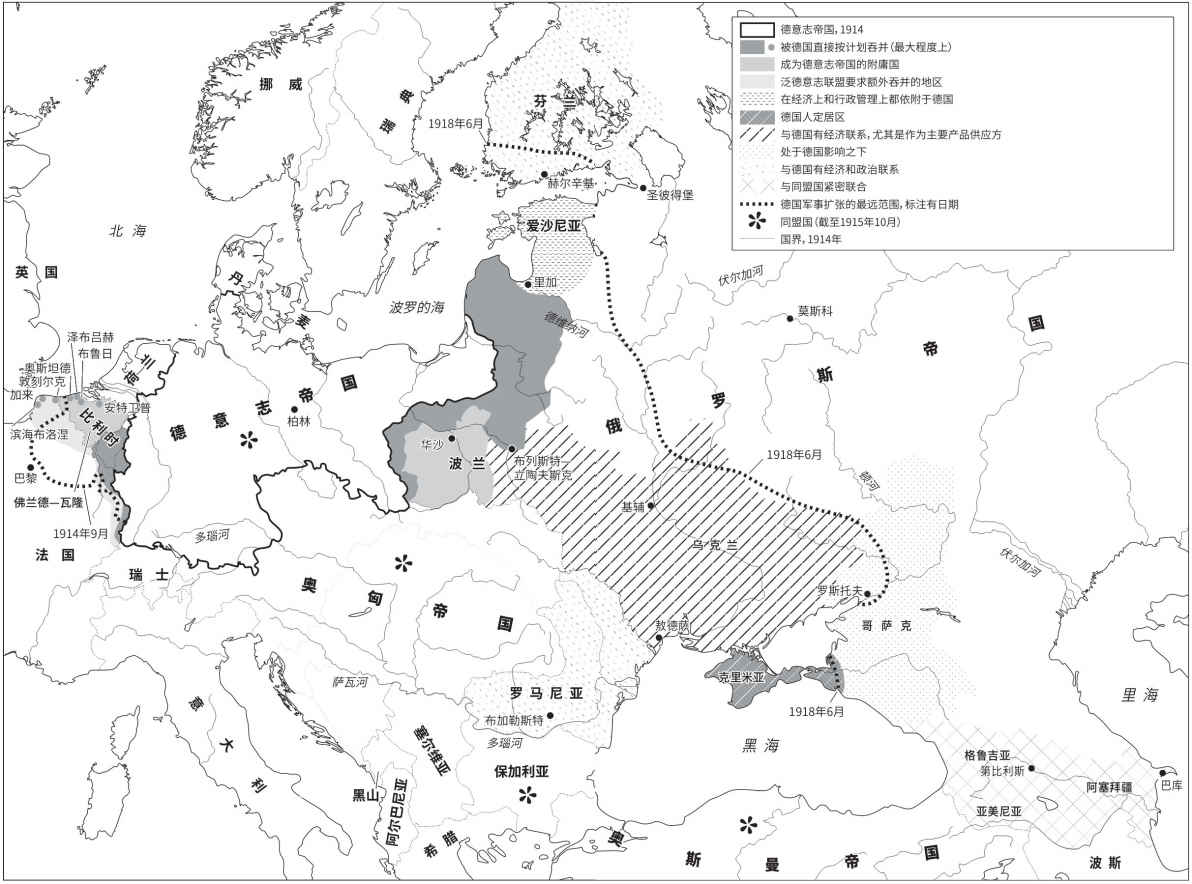 德意志帝国，1914
被德国直接按计划吞并（最大程度上）
成为德意志帝国的附庸国
泛德意志联盟要求额外吞并的地区
在经济上和行政管理上都依附于德国
德国人定居区
与德国有经济联系，尤其是作为主要产品供应方
处于德国影响之下
与德国有经济和政治联系
与同盟国紧密联合
德国军事扩张的最远范围，标注有日期
同盟国（截至1915年10月）
国界，1914年
挪威
瑞典
芬兰
1918年6月
赫尔辛基
圣彼得堡
爱沙尼亚
北海
英国
丹麦
里加
波罗的海
伏尔加河
莫斯科
德维纳河
泽布吕赫
布鲁日
奥斯坦德
敦刻尔克
加来
荷兰
安特卫普
比利时
滨海布洛涅
巴黎
佛兰德—瓦隆
1914年9月
法国
德意志帝国
柏林
华沙
波兰
布列斯特—
立陶夫斯克
俄罗斯帝国
1918年6月
顿河
基辅
乌克兰
伏尔加河
多瑙河
瑞士
奥匈帝国
罗斯托夫
哥萨克
敖德萨
克里米亚
1918年6月
萨瓦河
罗马尼亚
布加勒斯特
多瑙河
里海
意大利
塞尔维亚
保加利亚
黑海
黑山
阿尔巴尼亚
希腊
格鲁吉亚
第比利斯
阿塞拜疆
巴库
亚美尼亚
奥斯曼帝国
波斯